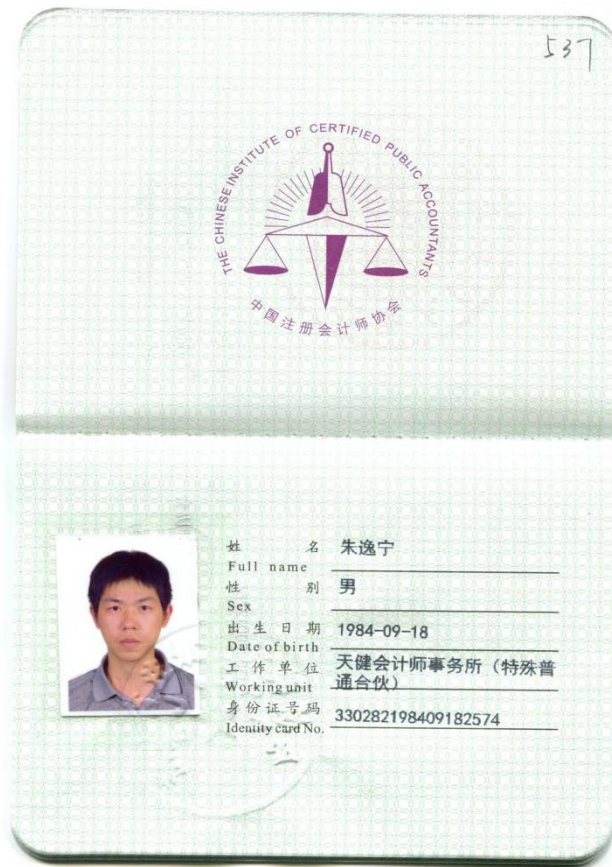 537
THE CHINESE INSTITUTE OF CERTIFIED PUBLIC ACCOUNTANTS
中国注册会计师协会
姓 名 朱逸宁
Full name
性 别 男
Sex
出生日期 1984-09-18
Date of birth
工作单位 天健会计师事务所（特殊普
Working unit 通合伙）
身份证号码 330282198409182574
Identity card No.